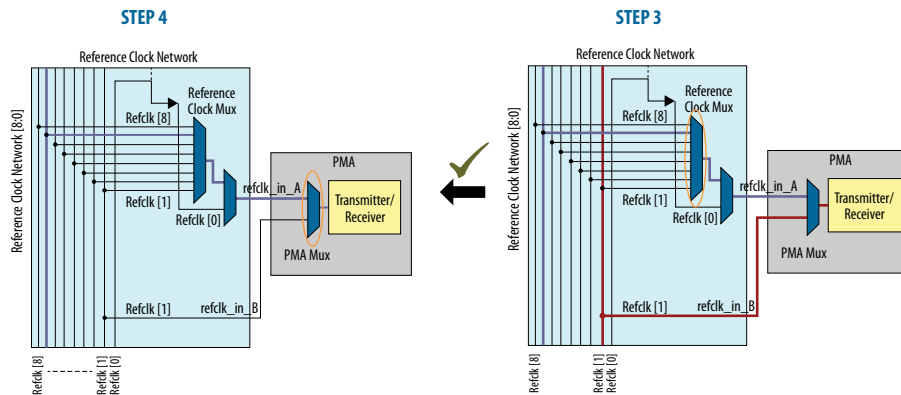 STEP 4
Reference Clock Network
Reference Clock Network [8:0]
Reference
Clock Mux
Refclk [8]
Refclk [1]
Refclk [0]
refclk_in_A
PMA
Transmitter/
Receiver
PMA Mux
Refclk [1]
refclk_in_B
Refclk [8]
Refclk [1]
Refclk [0]
STEP 3
Reference Clock Network
Reference Clock Network [8:0]
Reference
Clock Mux
Refclk [8]
Refclk [1]
Refclk [0]
refclk_in_A
PMA
Transmitter/
Receiver
PMA Mux
Refclk [1]
refclk_in_B
Refclk [8]
Refclk [1]
Refclk [0]